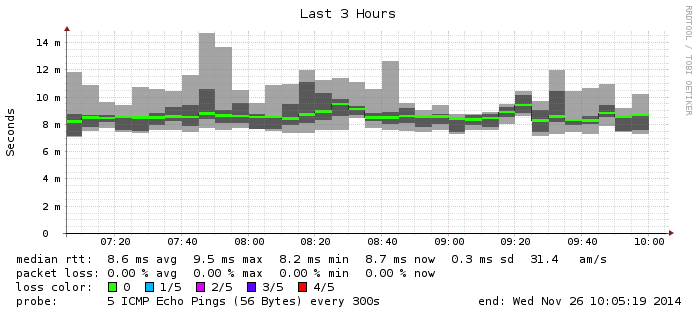 Last 3 Hours
RRDTOOL / TOBI OETIKER
Seconds
14 m
12 m
10 m
8 m
6 m
4 m
2 m
0
07:20 07:40 08:00 08:20 08:40 09:00 09:20 09:40 10:00
median rtt: 8.6 ms avg 9.5 ms max 8.2 ms min 8.7 ms now 0.3 ms sd 31.4 am/s
packet loss: 0.00 % avg 0.00 % max 0.00 % min 0.00 % now
loss color: 0 1/5 2/5 3/5 4/5
probe: 5 ICMP Echo Pings (56 Bytes) every 300s end: Wed Nov 26 10:05:19 2014